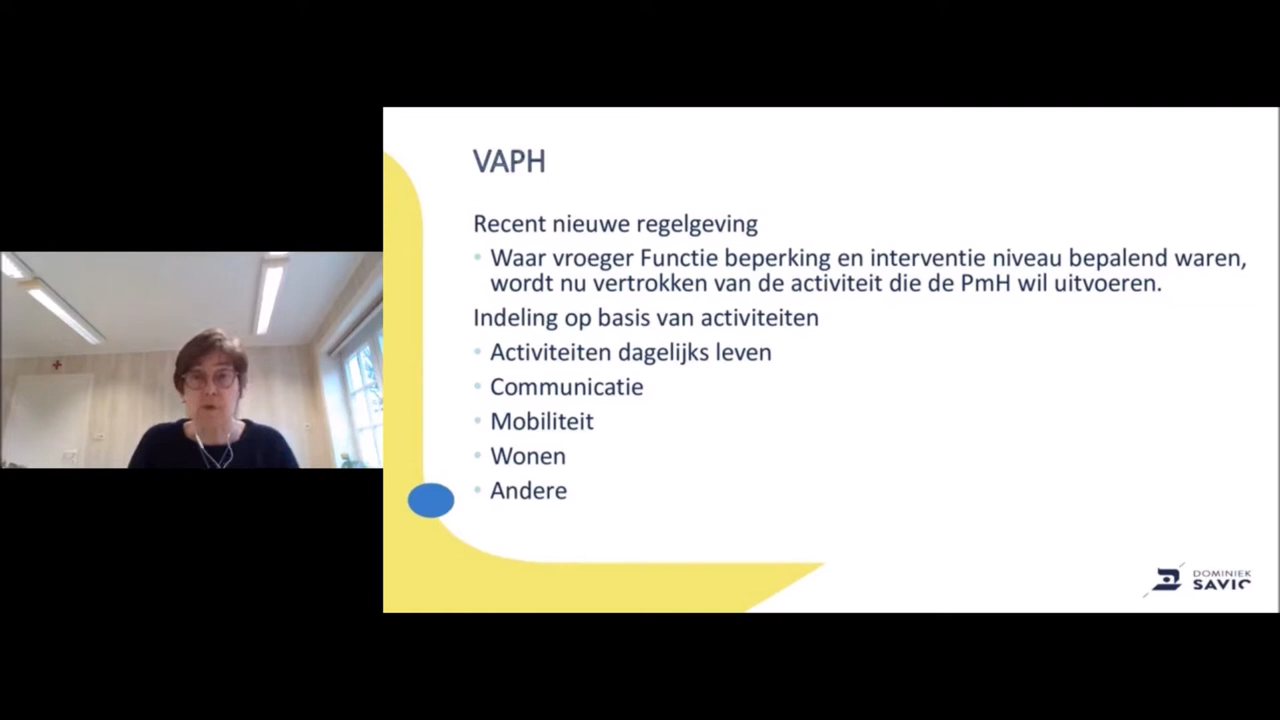 VAPH
Recent nieuwe regelgeving
• Waar vroeger Functie beperking en interventie niveau bepalend waren,
wordt nu vertrokken van de activiteit die de PmH wil uitvoeren.
Indeling op basis van activiteiten
• Activiteiten dagelijks leven
• Communicatie
• Mobiliteit
• Wonen
• Andere
DOMINIEK
SAVIO